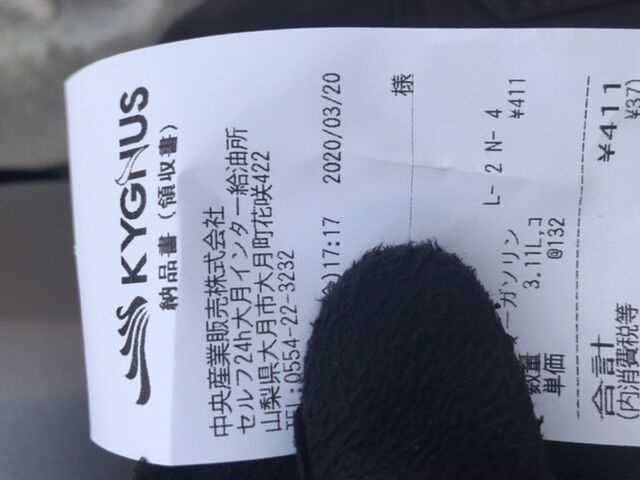 KYGNUS
納品書(領収書)
中央産業販売株式会社
セルフ24h大月インター給油所
山梨県大月市大月町花咲422
TEL:0554-22-3232
)17:17 2020/03/20
様
L- 2 N- 4
ーガソリン ¥411
数量 3.11L,コ
単価 @132
合計 ¥411
(内消費税等 ¥37)